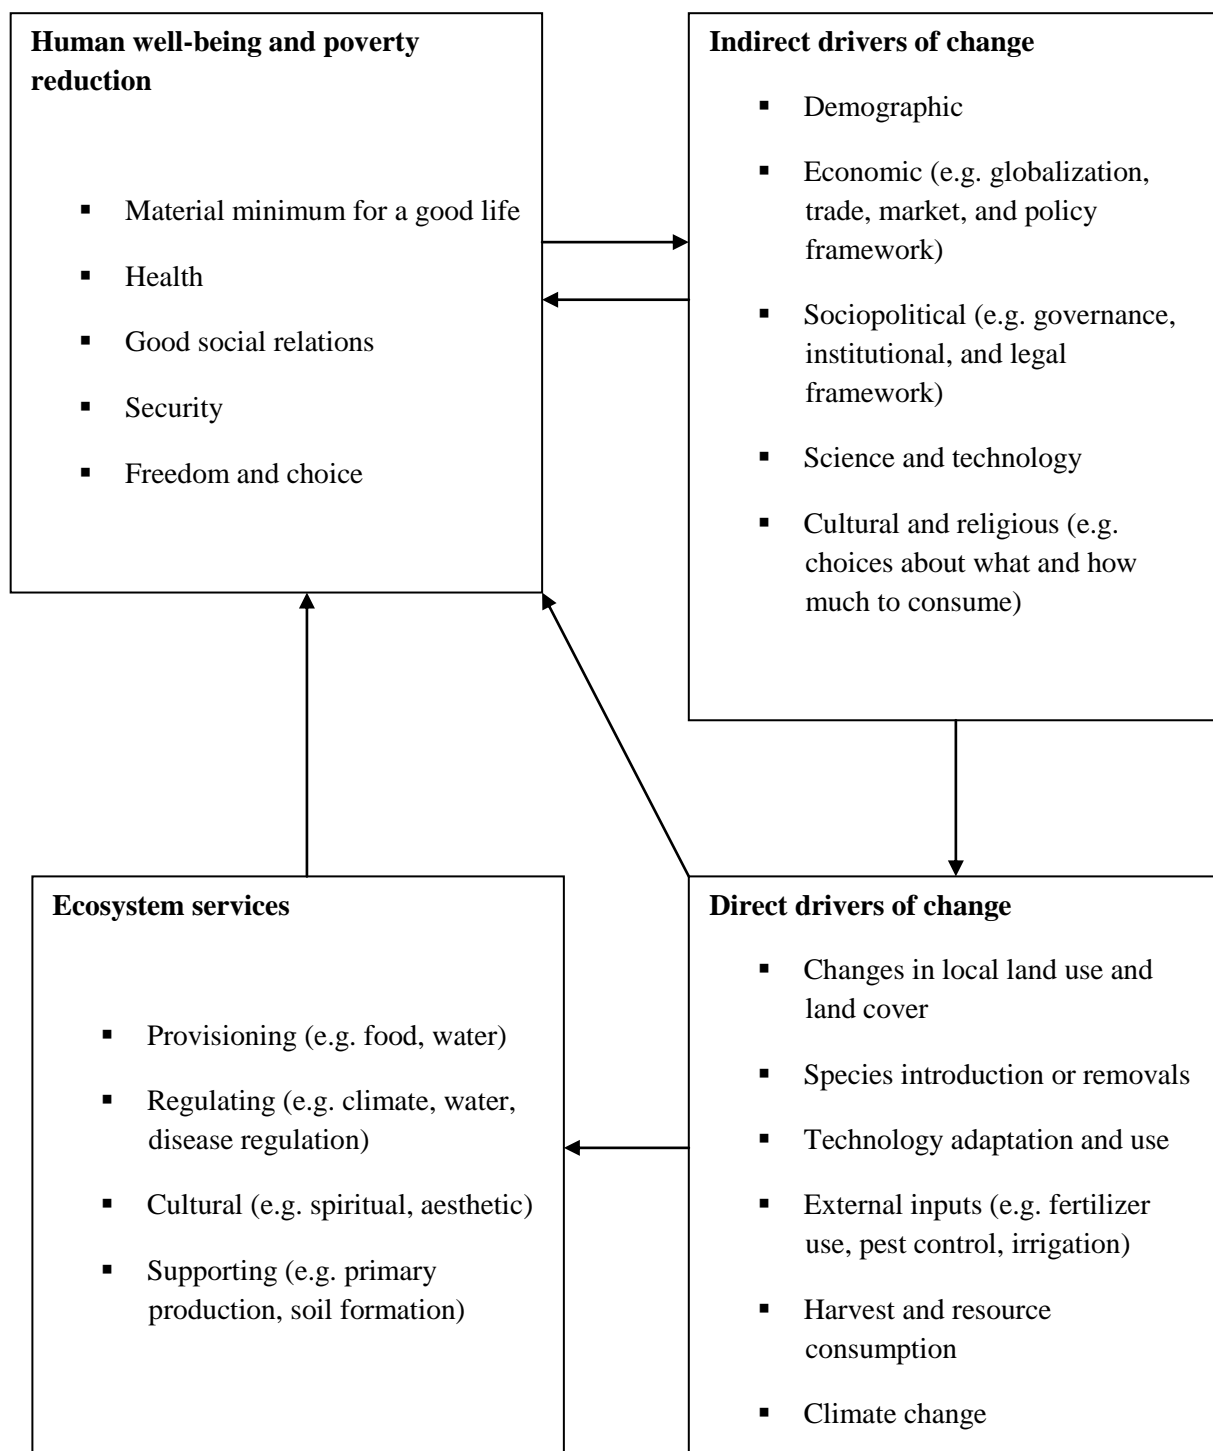 Human well-being and poverty
reduction
▪ Material minimum for a good life
▪ Health
▪ Good social relations
▪ Security
▪ Freedom and choice
Indirect drivers of change
▪ Demographic
▪ Economic (e.g. globalization,
trade, market, and policy
framework)
▪ Sociopolitical (e.g. governance,
institutional, and legal
framework)
▪ Science and technology
▪ Cultural and religious (e.g.
choices about what and how
much to consume)
Ecosystem services
▪ Provisioning (e.g. food, water)
▪ Regulating (e.g. climate, water,
disease regulation)
▪ Cultural (e.g. spiritual, aesthetic)
▪ Supporting (e.g. primary
production, soil formation)
Direct drivers of change
▪ Changes in local land use and
land cover
▪ Species introduction or removals
▪ Technology adaptation and use
▪ External inputs (e.g. fertilizer
use, pest control, irrigation)
▪ Harvest and resource
consumption
▪ Climate change